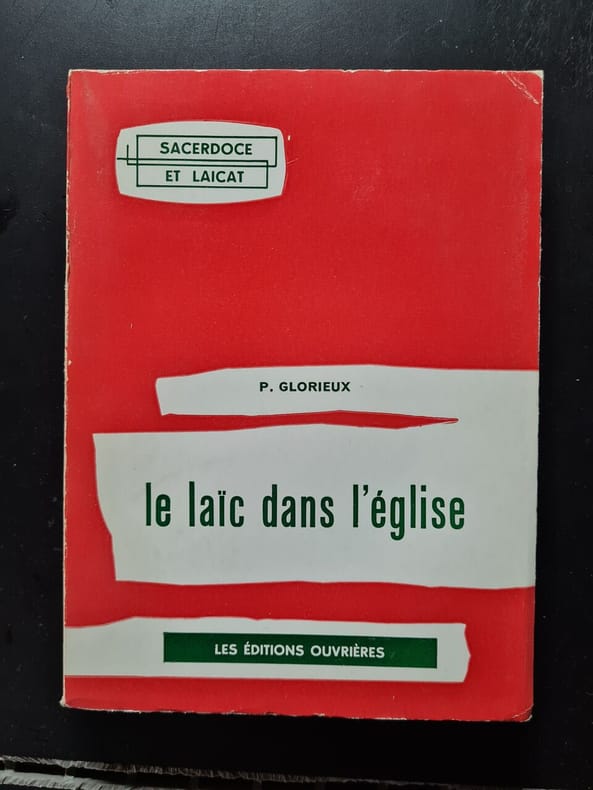 SACERDOCE
ET LAICAT
P. GLORIEUX
le laïc dans l'église
LES ÉDITIONS OUVRIÈRES